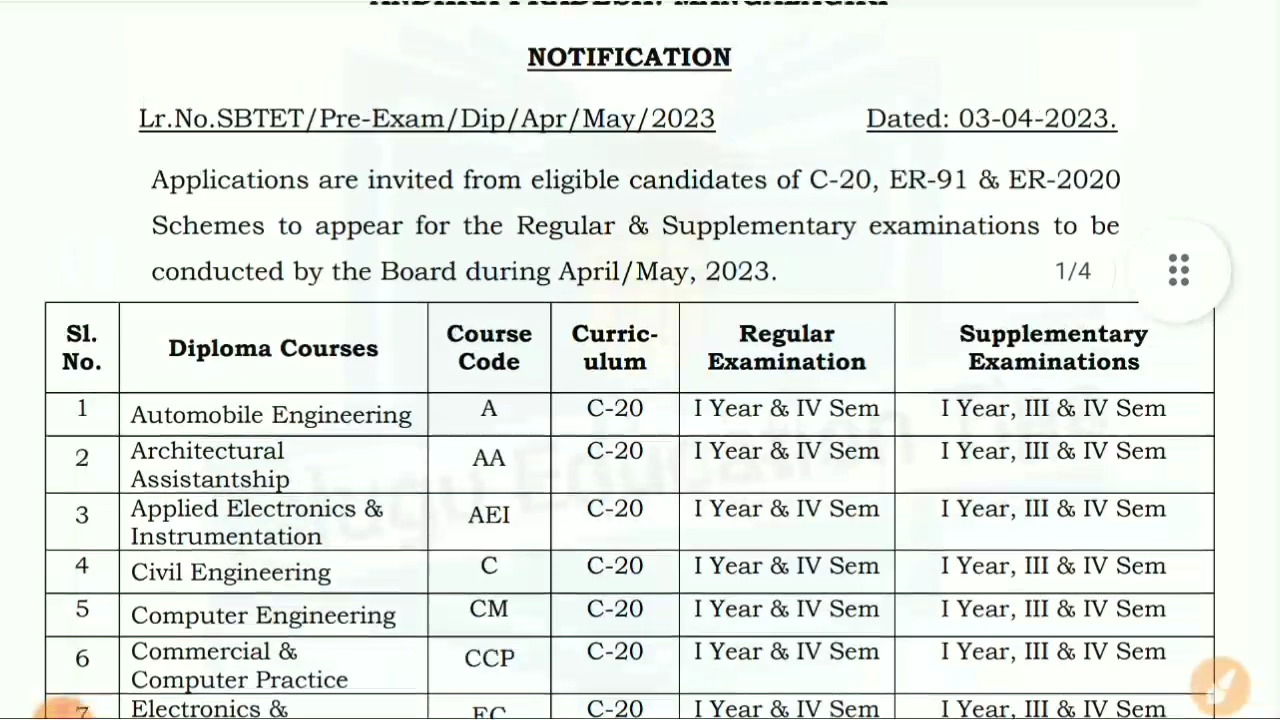 ANDHRA PRADESH: MANGALAGIRI
NOTIFICATION
Lr.No.SBTET/Pre-Exam/Dip/Apr/May/2023 Dated: 03-04-2023.
Applications are invited from eligible candidates of C-20, ER-91 & ER-2020
Schemes to appear for the Regular & Supplementary examinations to be
conducted by the Board during April/May, 2023.
1/4
Sl. No. Diploma Courses Course Code Curric-ulum Regular Examination Supplementary Examinations
1 Automobile Engineering A C-20 I Year & IV Sem I Year, III & IV Sem
2 Architectural Assistantship AA C-20 I Year & IV Sem I Year, III & IV Sem
3 Applied Electronics & Instrumentation AEI C-20 I Year & IV Sem I Year, III & IV Sem
4 Civil Engineering C C-20 I Year & IV Sem I Year, III & IV Sem
5 Computer Engineering CM C-20 I Year & IV Sem I Year, III & IV Sem
6 Commercial & Computer Practice CCP C-20 I Year & IV Sem I Year, III & IV Sem
7 Electronics & EC C-20 I Year & IV Sem I Year, III & IV Sem